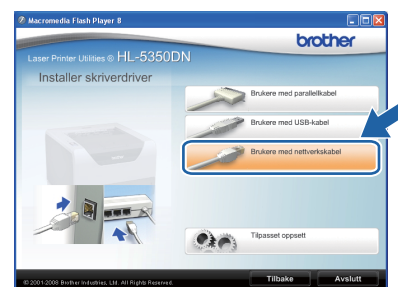 Macromedia Flash Player 8
brother
Laser Printer Utilities © HL-5350DN
Installer skriverdriver
Brukere med parallellkabel
Brukere med USB-kabel
Brukere med nettverkskabel
Tilpasset oppsett
© 2001-2008 Brother Industries, Ltd. All Rights Reserved.
Tilbake
Avslutt